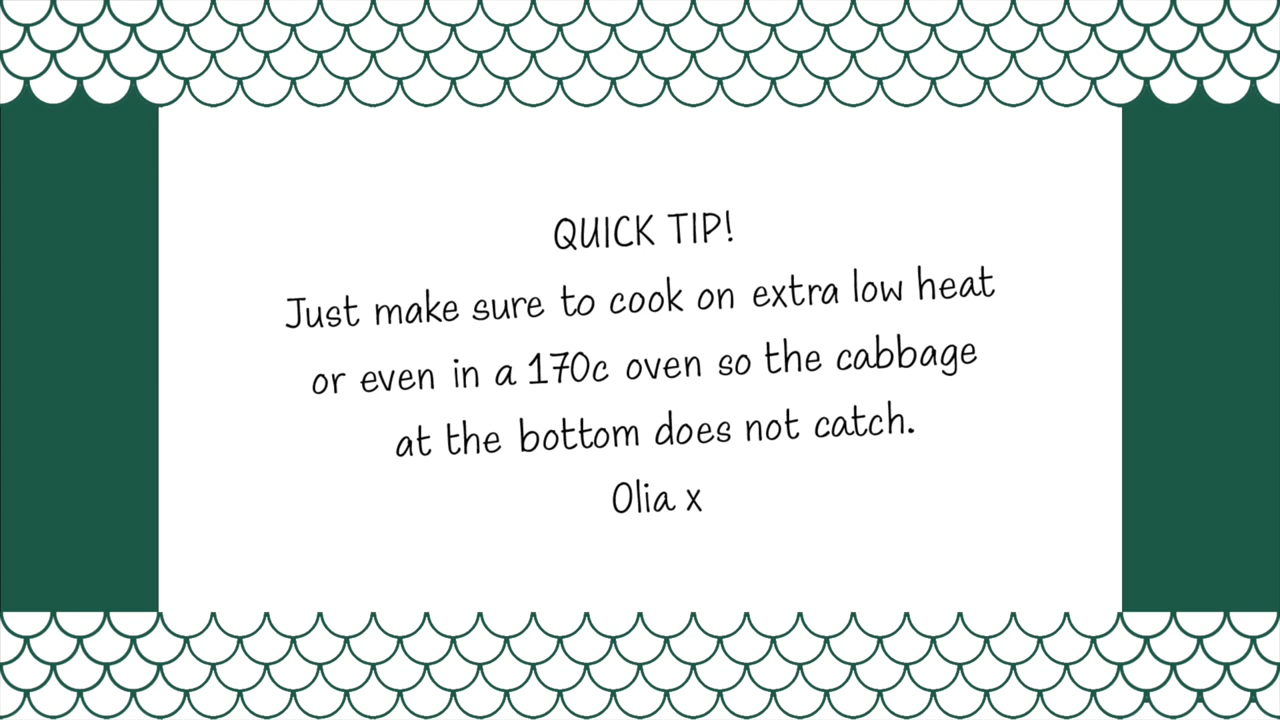 QUICK TIP!
Just make sure to cook on extra low heat
or even in a 170c oven so the cabbage
at the bottom does not catch.
Olia x